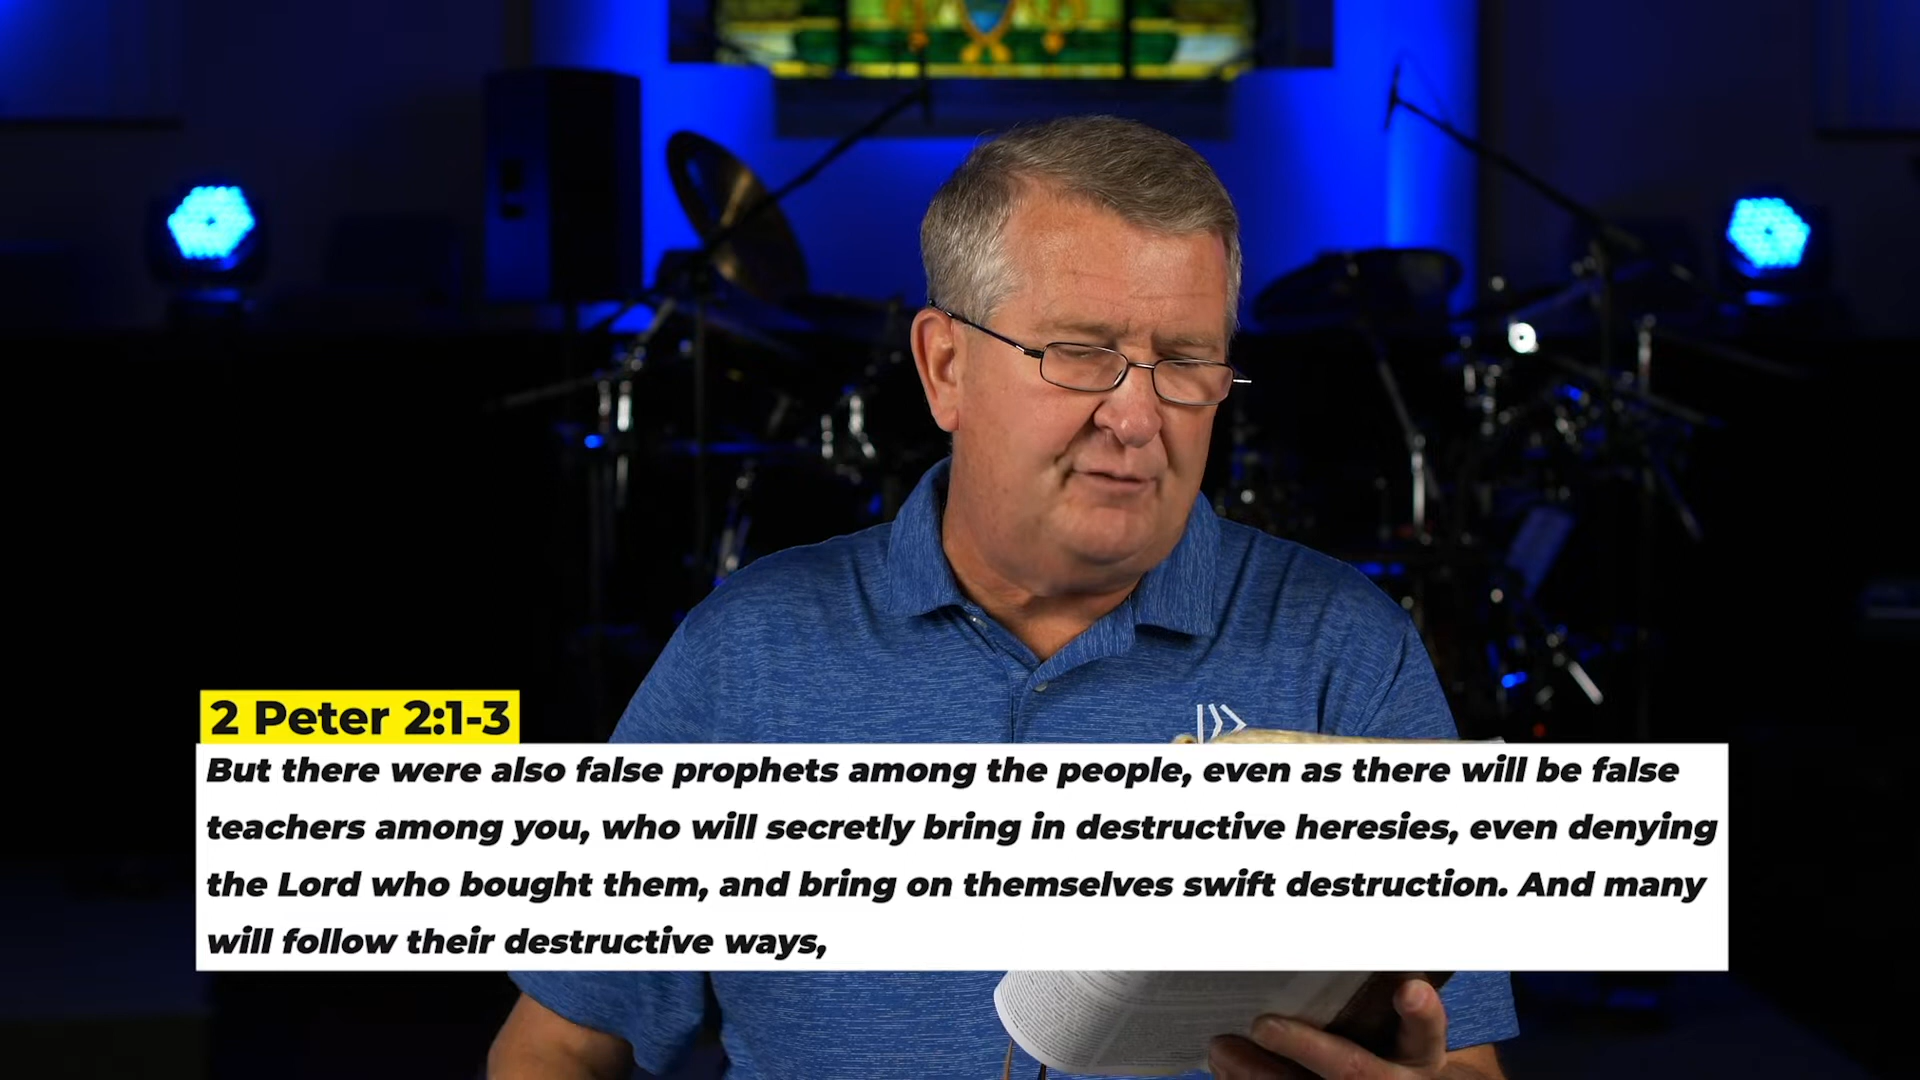 2 Peter 2:1-3
But there were also false prophets among the people, even as there will be false
teachers among you, who will secretly bring in destructive heresies, even denying
the Lord who bought them, and bring on themselves swift destruction. And many
will follow their destructive ways,